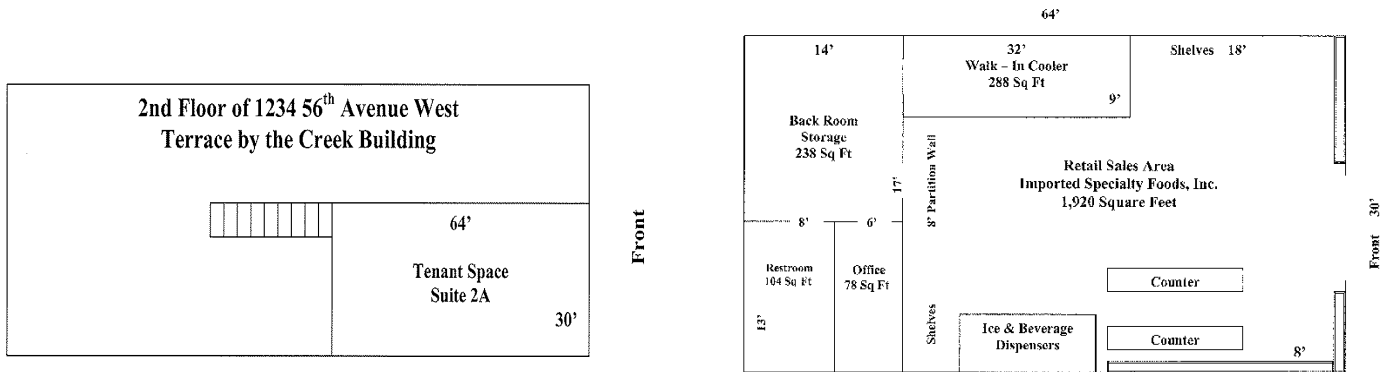 2nd Floor of 1234 56th Avenue West
Terrace by the Creek Building
64’
Tenant Space
Suite 2A
30’
Front
64’
14’
32’
Walk – In Cooler
288 Sq Ft
9’
Shelves 18’
Back Room
Storage
238 Sq Ft
17’
8’ Partition Wall
Retail Sales Area
Imported Specialty Foods, Inc.
1,920 Square Feet
Front 30’
8’
6’
Restroom
104 Sq Ft
13’
Office
78 Sq Ft
Shelves
Ice & Beverage
Dispensers
Counter
Counter
8’